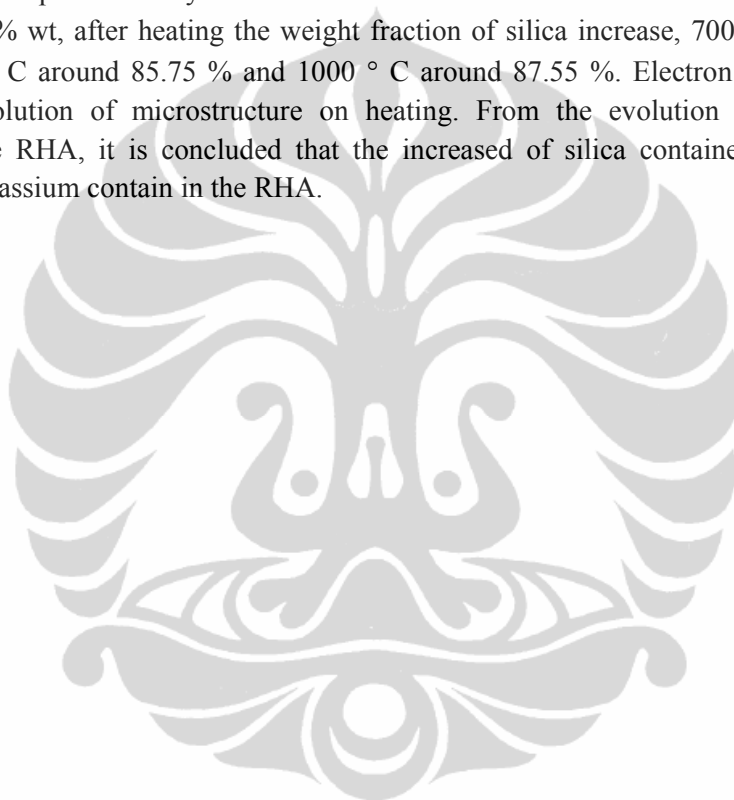 % wt, after heating the weight fraction of silica increase, 700
C around 85.75 % and 1000 ° C around 87.55 %. Electron
olution of microstructure on heating. From the evolution
e RHA, it is concluded that the increased of silica containe
tassium contain in the RHA.